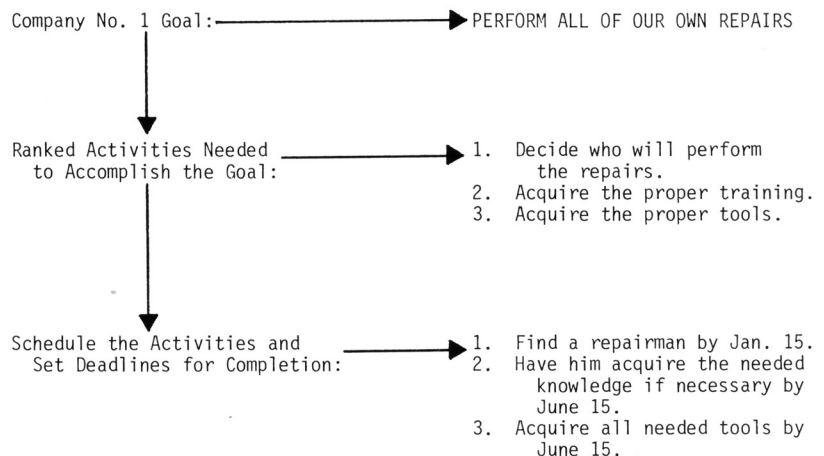 Company No. 1 Goal: PERFORM ALL OF OUR OWN REPAIRS
Ranked Activities Needed
to Accomplish the Goal:
1. Decide who will perform
the repairs.
2. Acquire the proper training.
3. Acquire the proper tools.
Schedule the Activities and
Set Deadlines for Completion:
1. Find a repairman by Jan. 15.
2. Have him acquire the needed
knowledge if necessary by
June 15.
3. Acquire all needed tools by
June 15.